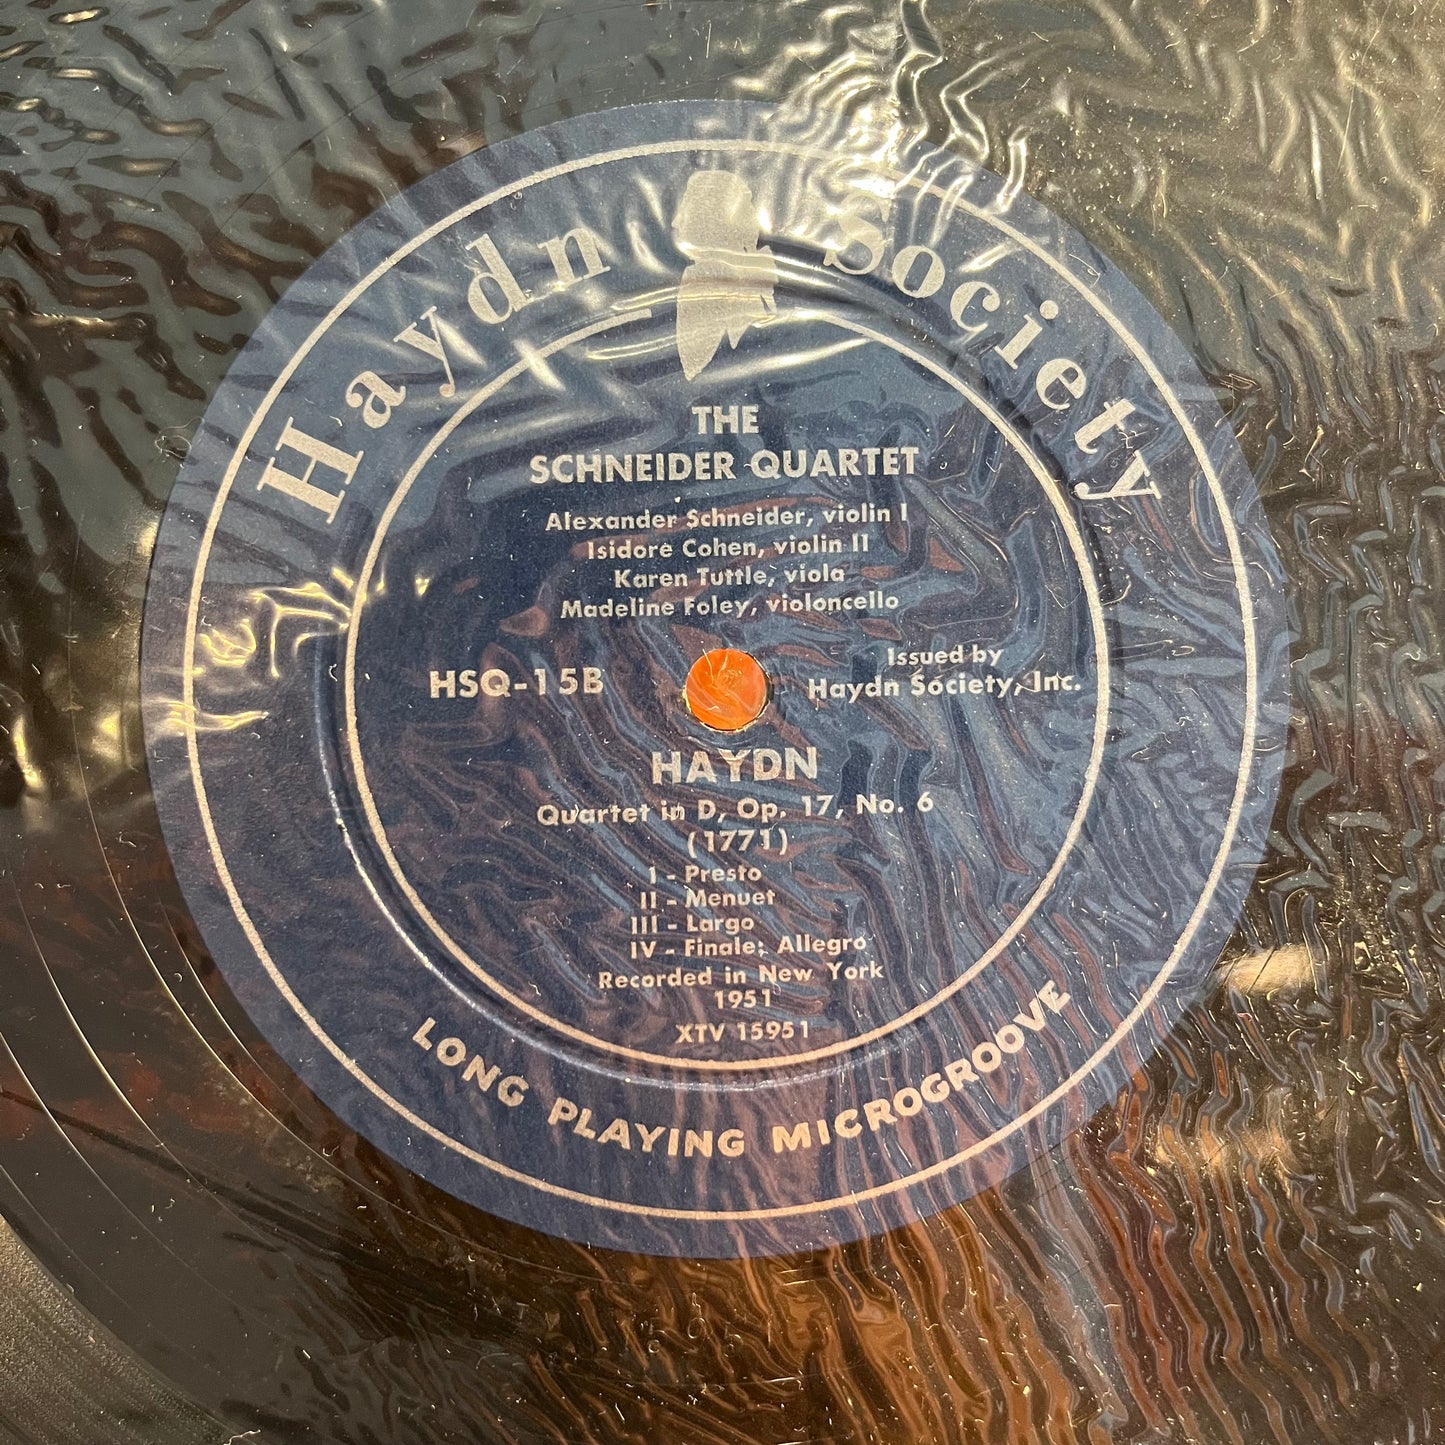 Haydn Society
THE
SCHNEIDER QUARTET
Alexander Schneider, violin I
Isidore Cohen, violin II
Karen Tuttle, viola
Madeline Foley, violoncello
HSQ-15B
Issued by
Haydn Society, Inc.
HAYDN
Quartet in D, Op. 17, No. 6
(1771)
I - Presto
II - Menuet
III - Largo
IV - Finale; Allegro
Recorded in New York
1951
XTV 15951
LONG PLAYING MICROGROOVE